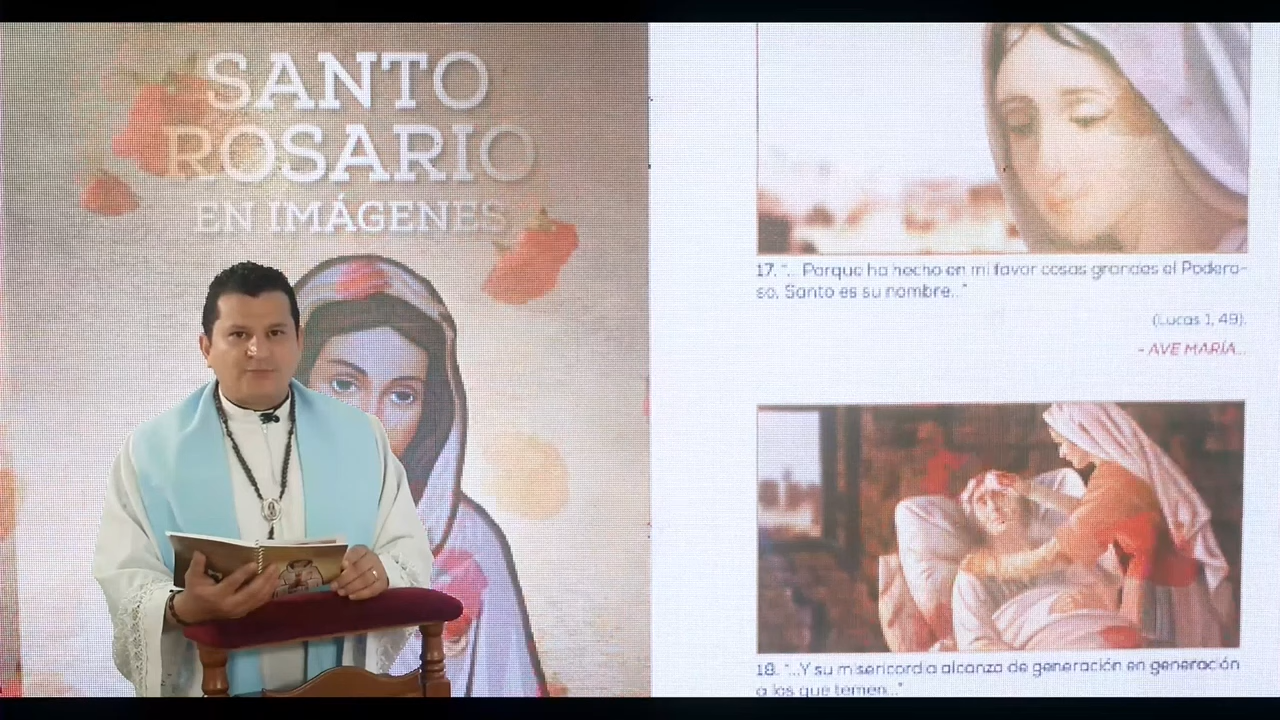 SANTO
ROSARIO
EN IMÁGENES
17. "... Porque ha hecho en mi favor cosas grandes el Podero-
so, Santo es su nombre..."
(Lucas 1, 49).
- AVE MARÍA...
18. "...Y su misericordia alcanza de generación en generación
a los que temen..."